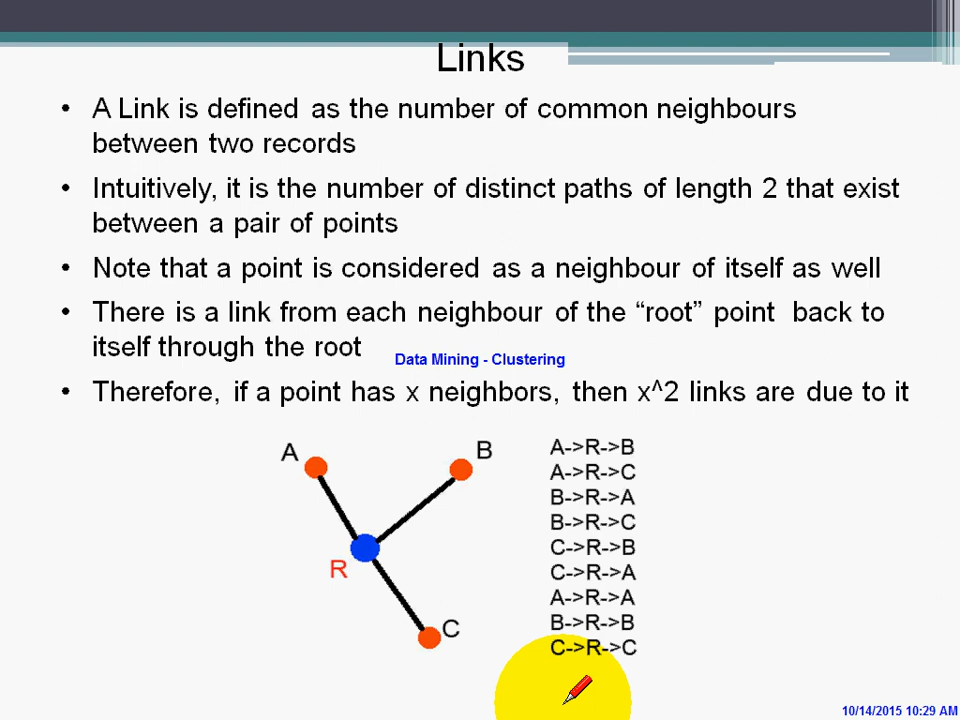 Links
• A Link is defined as the number of common neighbours
between two records
• Intuitively, it is the number of distinct paths of length 2 that exist
between a pair of points
• Note that a point is considered as a neighbour of itself as well
• There is a link from each neighbour of the “root” point back to
itself through the root
Data Mining - Clustering
• Therefore, if a point has x neighbors, then x^2 links are due to it
A
B
R
C
A->R->B
A->R->C
B->R->A
B->R->C
C->R->B
C->R->A
A->R->A
B->R->B
C->R->C
10/14/2015 10:29 AM